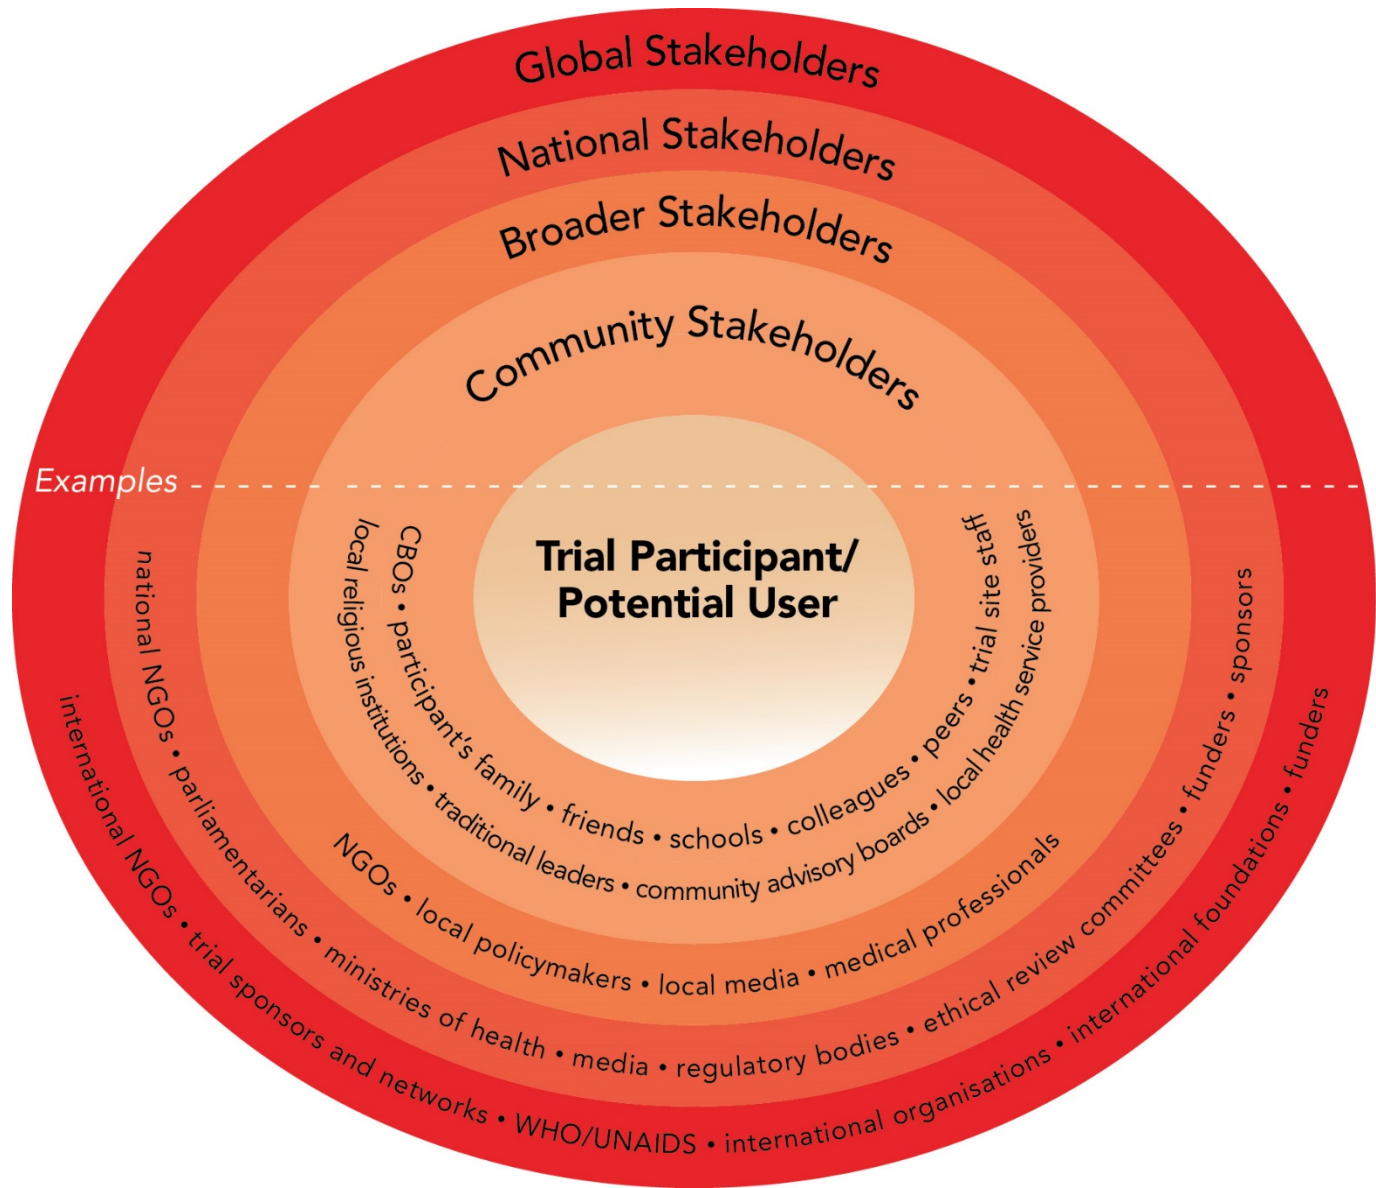 Global Stakeholders
National Stakeholders
Broader Stakeholders
Community Stakeholders
Examples
Trial Participant/
Potential User
CBOs • participant‘s family • friends • schools • colleagues • peers • trial site staff
local religious institutions • traditional leaders • community advisory boards • local health service providers
NGOs • local policymakers • local media • medical professionals
national NGOs • parliamentarians • ministries of health • media • regulatory bodies • ethical review committees • funders • sponsors
international NGOs • trial sponsors and networks • WHO/UNAIDS • international organisations • international foundations • funders